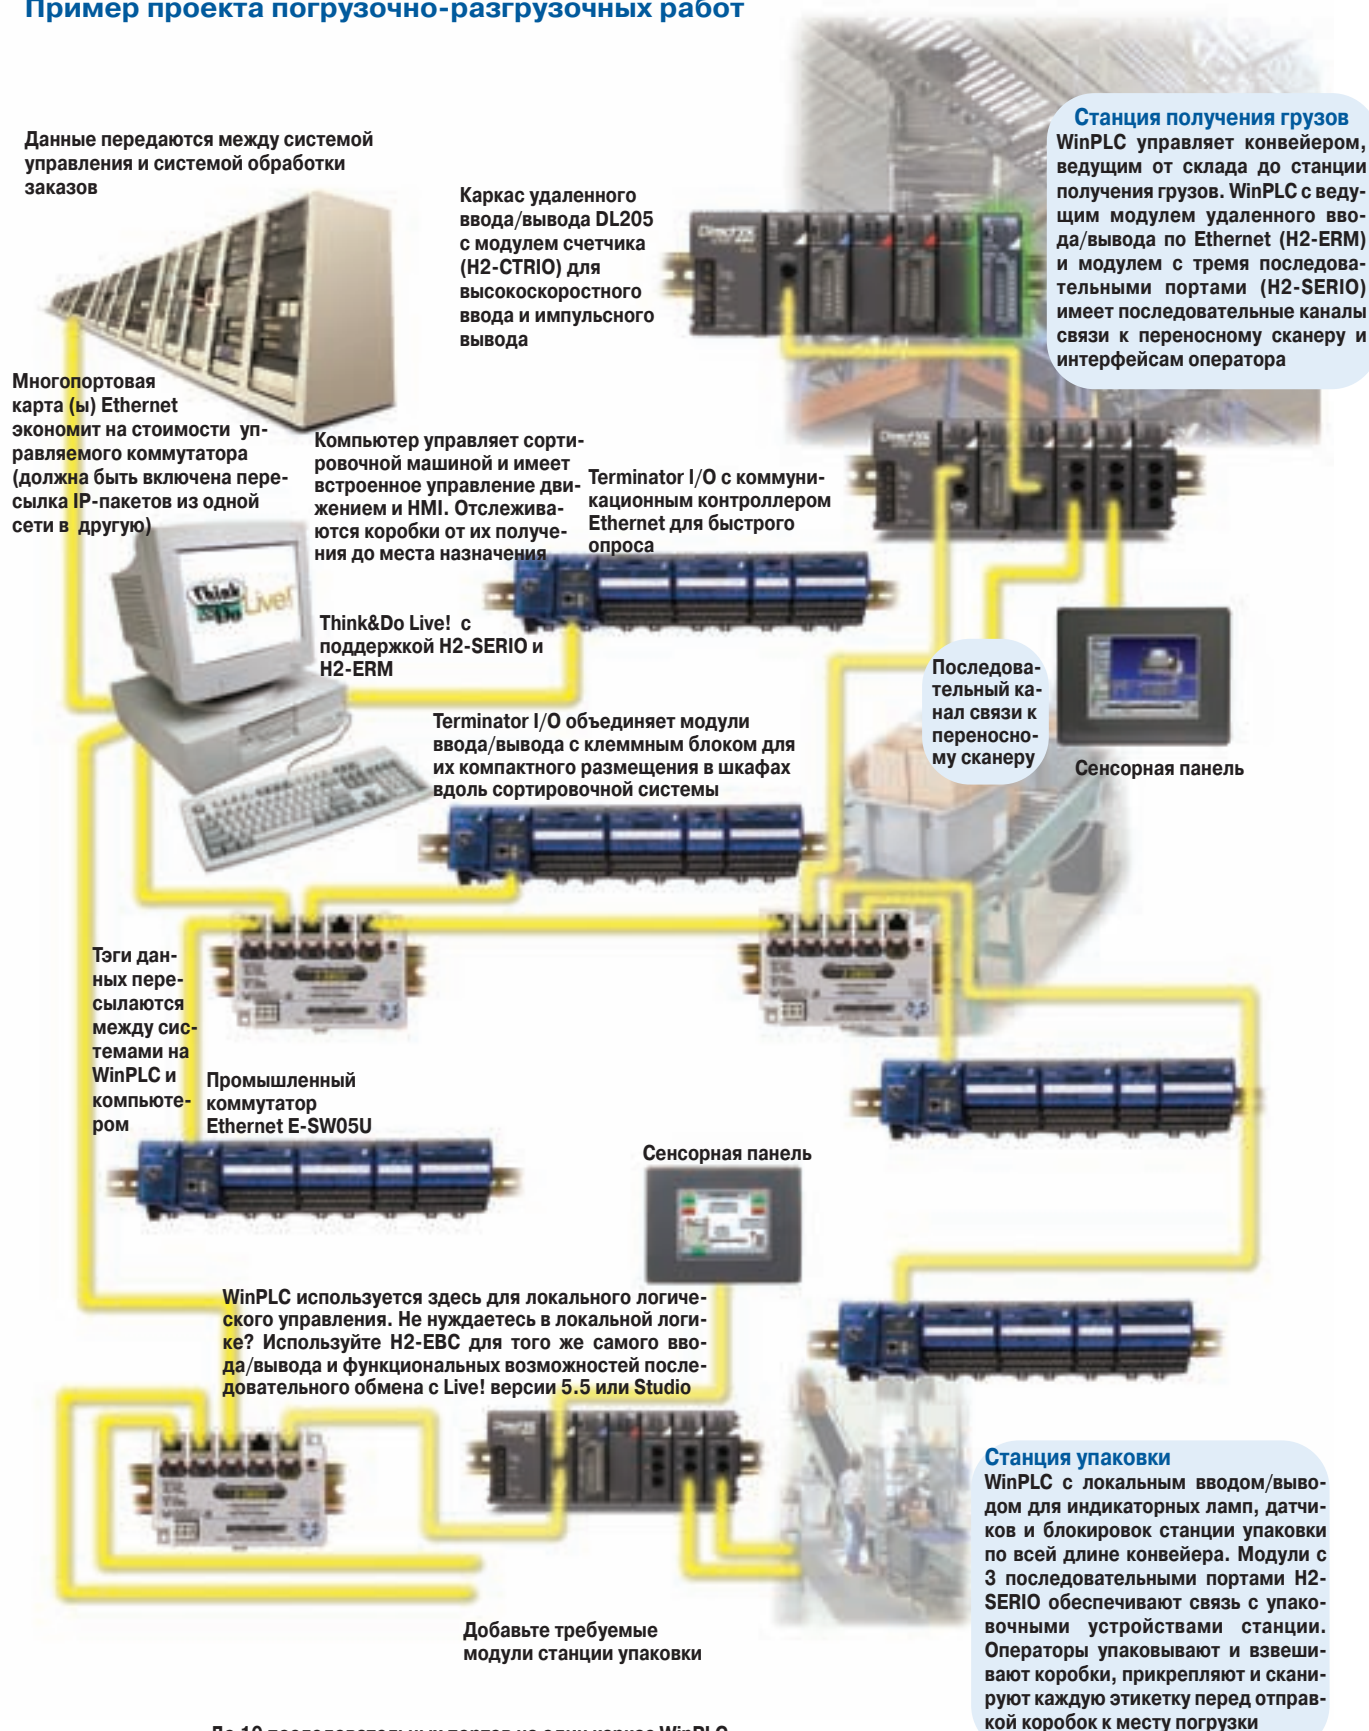 Пример проекта погрузочно-разгрузочных работ
Данные передаются между системой
управления и системой обработки
заказов
Каркас удаленного
ввода/вывода DL205
с модулем счетчика
(H2-CTRIO) для
высокоскоростного
ввода и импульсного
вывода
Станция получения грузов
WinPLC управляет конвейером,
ведущим от склада до станции
получения грузов. WinPLC с веду-
щим модулем удаленного вво-
да/вывода по Ethernet (H2-ERM)
и модулем с тремя последова-
тельными портами (H2-SERIO)
имеет последовательные каналы
связи к переносному сканеру и
интерфейсам оператора
Многопортовая
карта (ы) Ethernet
экономит на стоимости уп-
равляемого коммутатора
(должна быть включена пере-
сылка IP-пакетов из одной
сети в другую)
Компьютер управляет сорти-
ровочной машиной и имеет
встроенное управление дви-
жением и HMI. Отслежива-
ются коробки от их получе-
ния до места назначения
Terminator I/O с коммуни-
кационным контроллером
Ethernet для быстрого
опроса
Think
&Do Live!
Think&Do Live! с
поддержкой H2-SERIO и
H2-ERM
Последова-
тельный ка-
нал связи к
переносно-
му сканеру
Сенсорная панель
Terminator I/O объединяет модули
ввода/вывода с клеммным блоком для
их компактного размещения в шкафах
вдоль сортировочной системы
Тэги дан-
ных пере-
сылаются
между сис-
темами на
WinPLC и
компьюте-
ром
Промышленный
коммутатор
Ethernet E-SW05U
Сенсорная панель
WinPLC используется здесь для локального логиче-
ского управления. Не нуждаетесь в локальной логи-
ке? Используйте H2-EBC для того же самого вво-
да/вывода и функциональных возможностей после-
довательного обмена с Live! версии 5.5 или Studio
Станция упаковки
WinPLC с локальным вводом/выво-
дом для индикаторных ламп, датчи-
ков и блокировок станции упаковки
по всей длине конвейера. Модули с
3 последовательными портами H2-
SERIO обеспечивают связь с упако-
вочными устройствами станции.
Операторы упаковывают и взвеши-
вают коробки, прикрепляют и скани-
руют каждую этикетку перед отправ-
кой коробок к месту погрузки
Добавьте требуемые
модули станции упаковки
До 10 последовательных портов на один каркас WinPLC